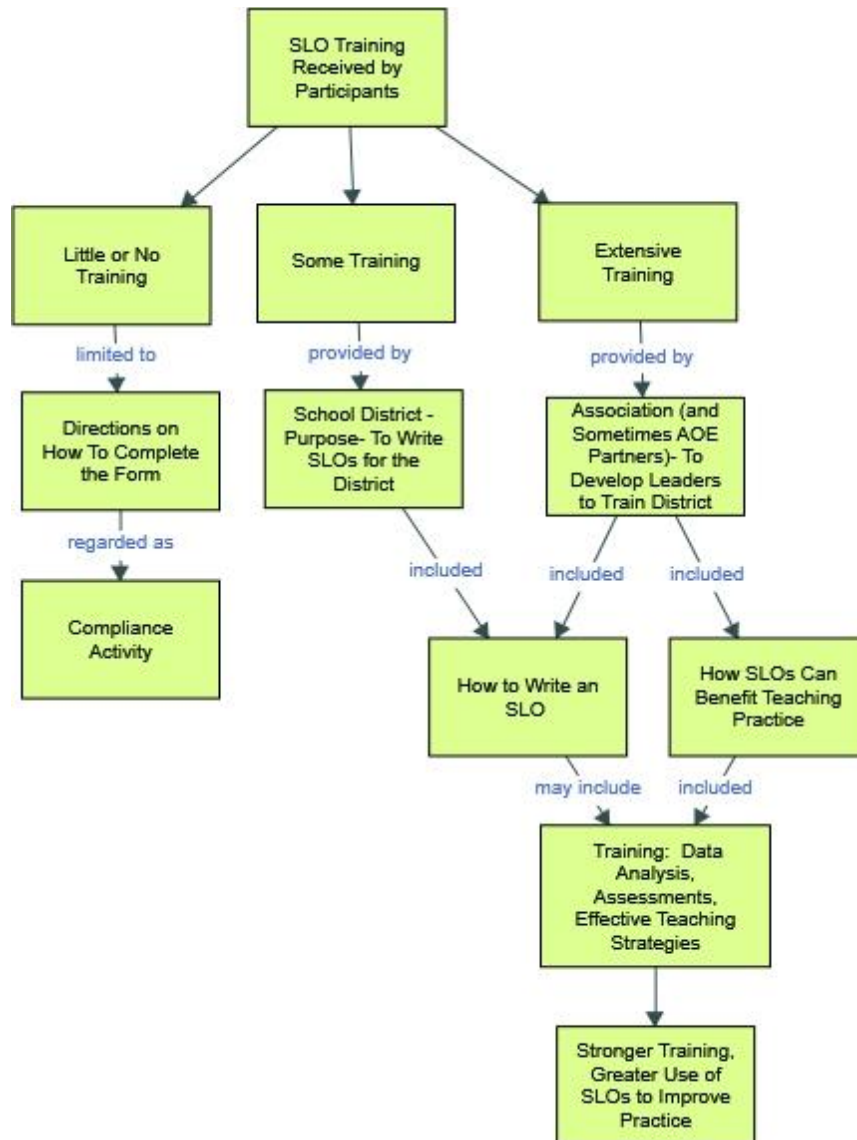 SLO Training
Received by
Participants
Little or No
Training
Some Training
Extensive
Training
limited to
provided by
provided by
Directions on
How To Complete
the Form
School District -
Purpose- To Write
SLOs for the
District
Association (and
Sometimes AOE
Partners)- To
Develop Leaders
to Train District
regarded as
included
included
included
Compliance
Activity
How to Write an
SLO
How SLOs Can
Benefit Teaching
Practice
may include
included
Training:  Data
Analysis,
Assessments,
Effective Teaching
Strategies
Stronger Training,
Greater Use of
SLOs to Improve
Practice